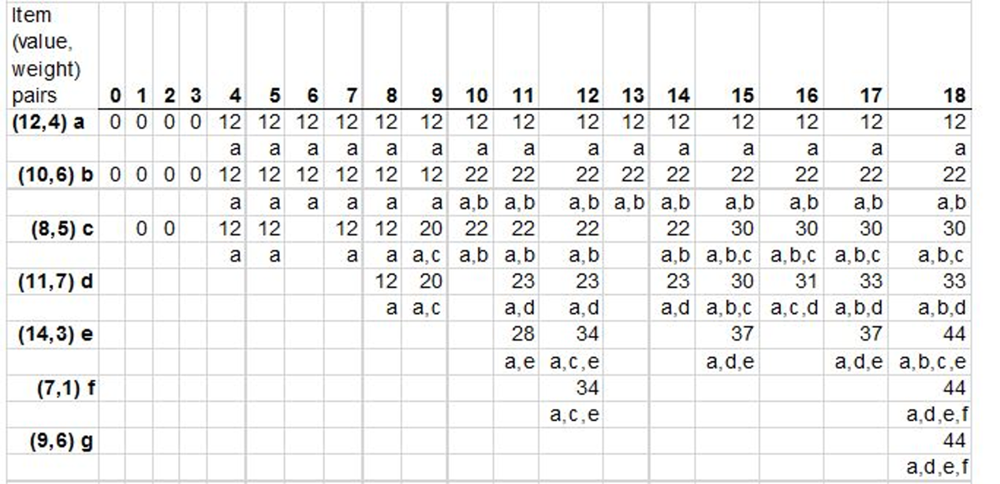 Item
(value,
weight)
pairs 0 1 2 3 4 5 6 7 8 9 10 11 12 13 14 15 16 17 18
(12,4) a 0 0 0 0 12 12 12 12 12 12 12 12 12 12 12 12 12 12 12
a a a a a a a a a a a a a a a
(10,6) b 0 0 0 0 12 12 12 12 12 12 22 22 22 22 22 22 22 22 22
a a a a a a a,b a,b a,b a,b a,b a,b a,b a,b a,b
(8,5) c 0 0 12 12 12 12 20 22 22 22 22 30 30 30 30
a a a a a,c a,b a,b a,b a,b a,b,c a,b,c a,b,c a,b,c
(11,7) d 12 20 23 23 23 30 31 33 33
a a,c a,d a,d a,d a,b,c a,c,d a,b,d a,b,d
(14,3) e 28 34 37 37 44
a,e a,c,e a,d,e a,d,e a,b,c,e
(7,1) f 34 44
a,c,e a,d,e,f
(9,6) g 44
a,d,e,f